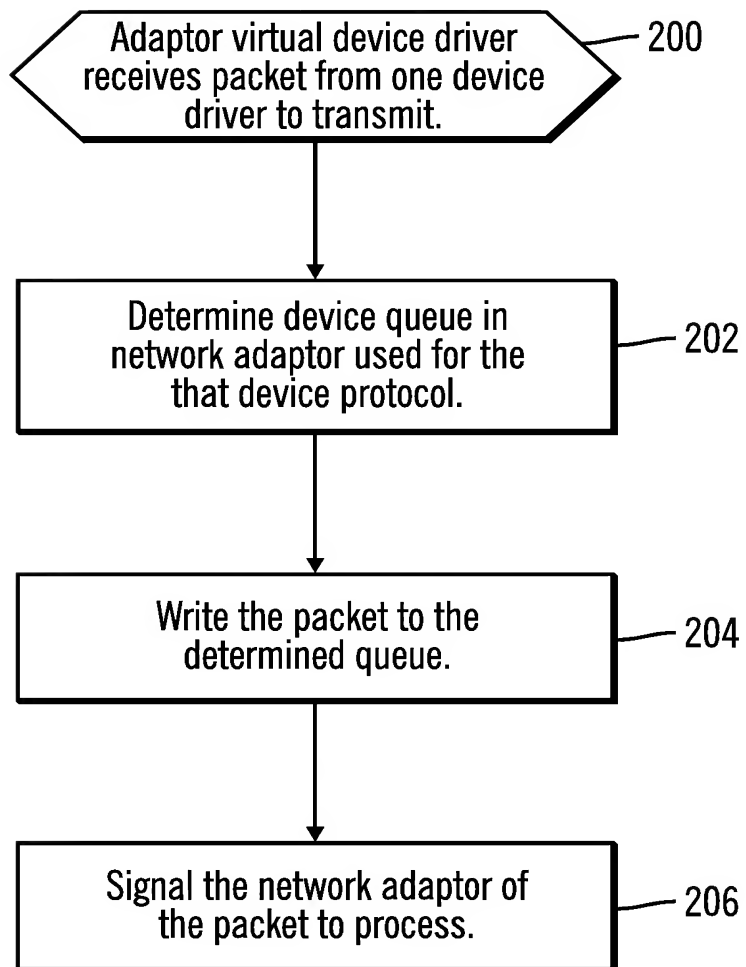 Adaptor virtual device driver
receives packet from one device
driver to transmit.
200
Determine device queue in
network adaptor used for the
that device protocol.
202
Write the packet to the
determined queue.
204
Signal the network adaptor of
the packet to process.
206